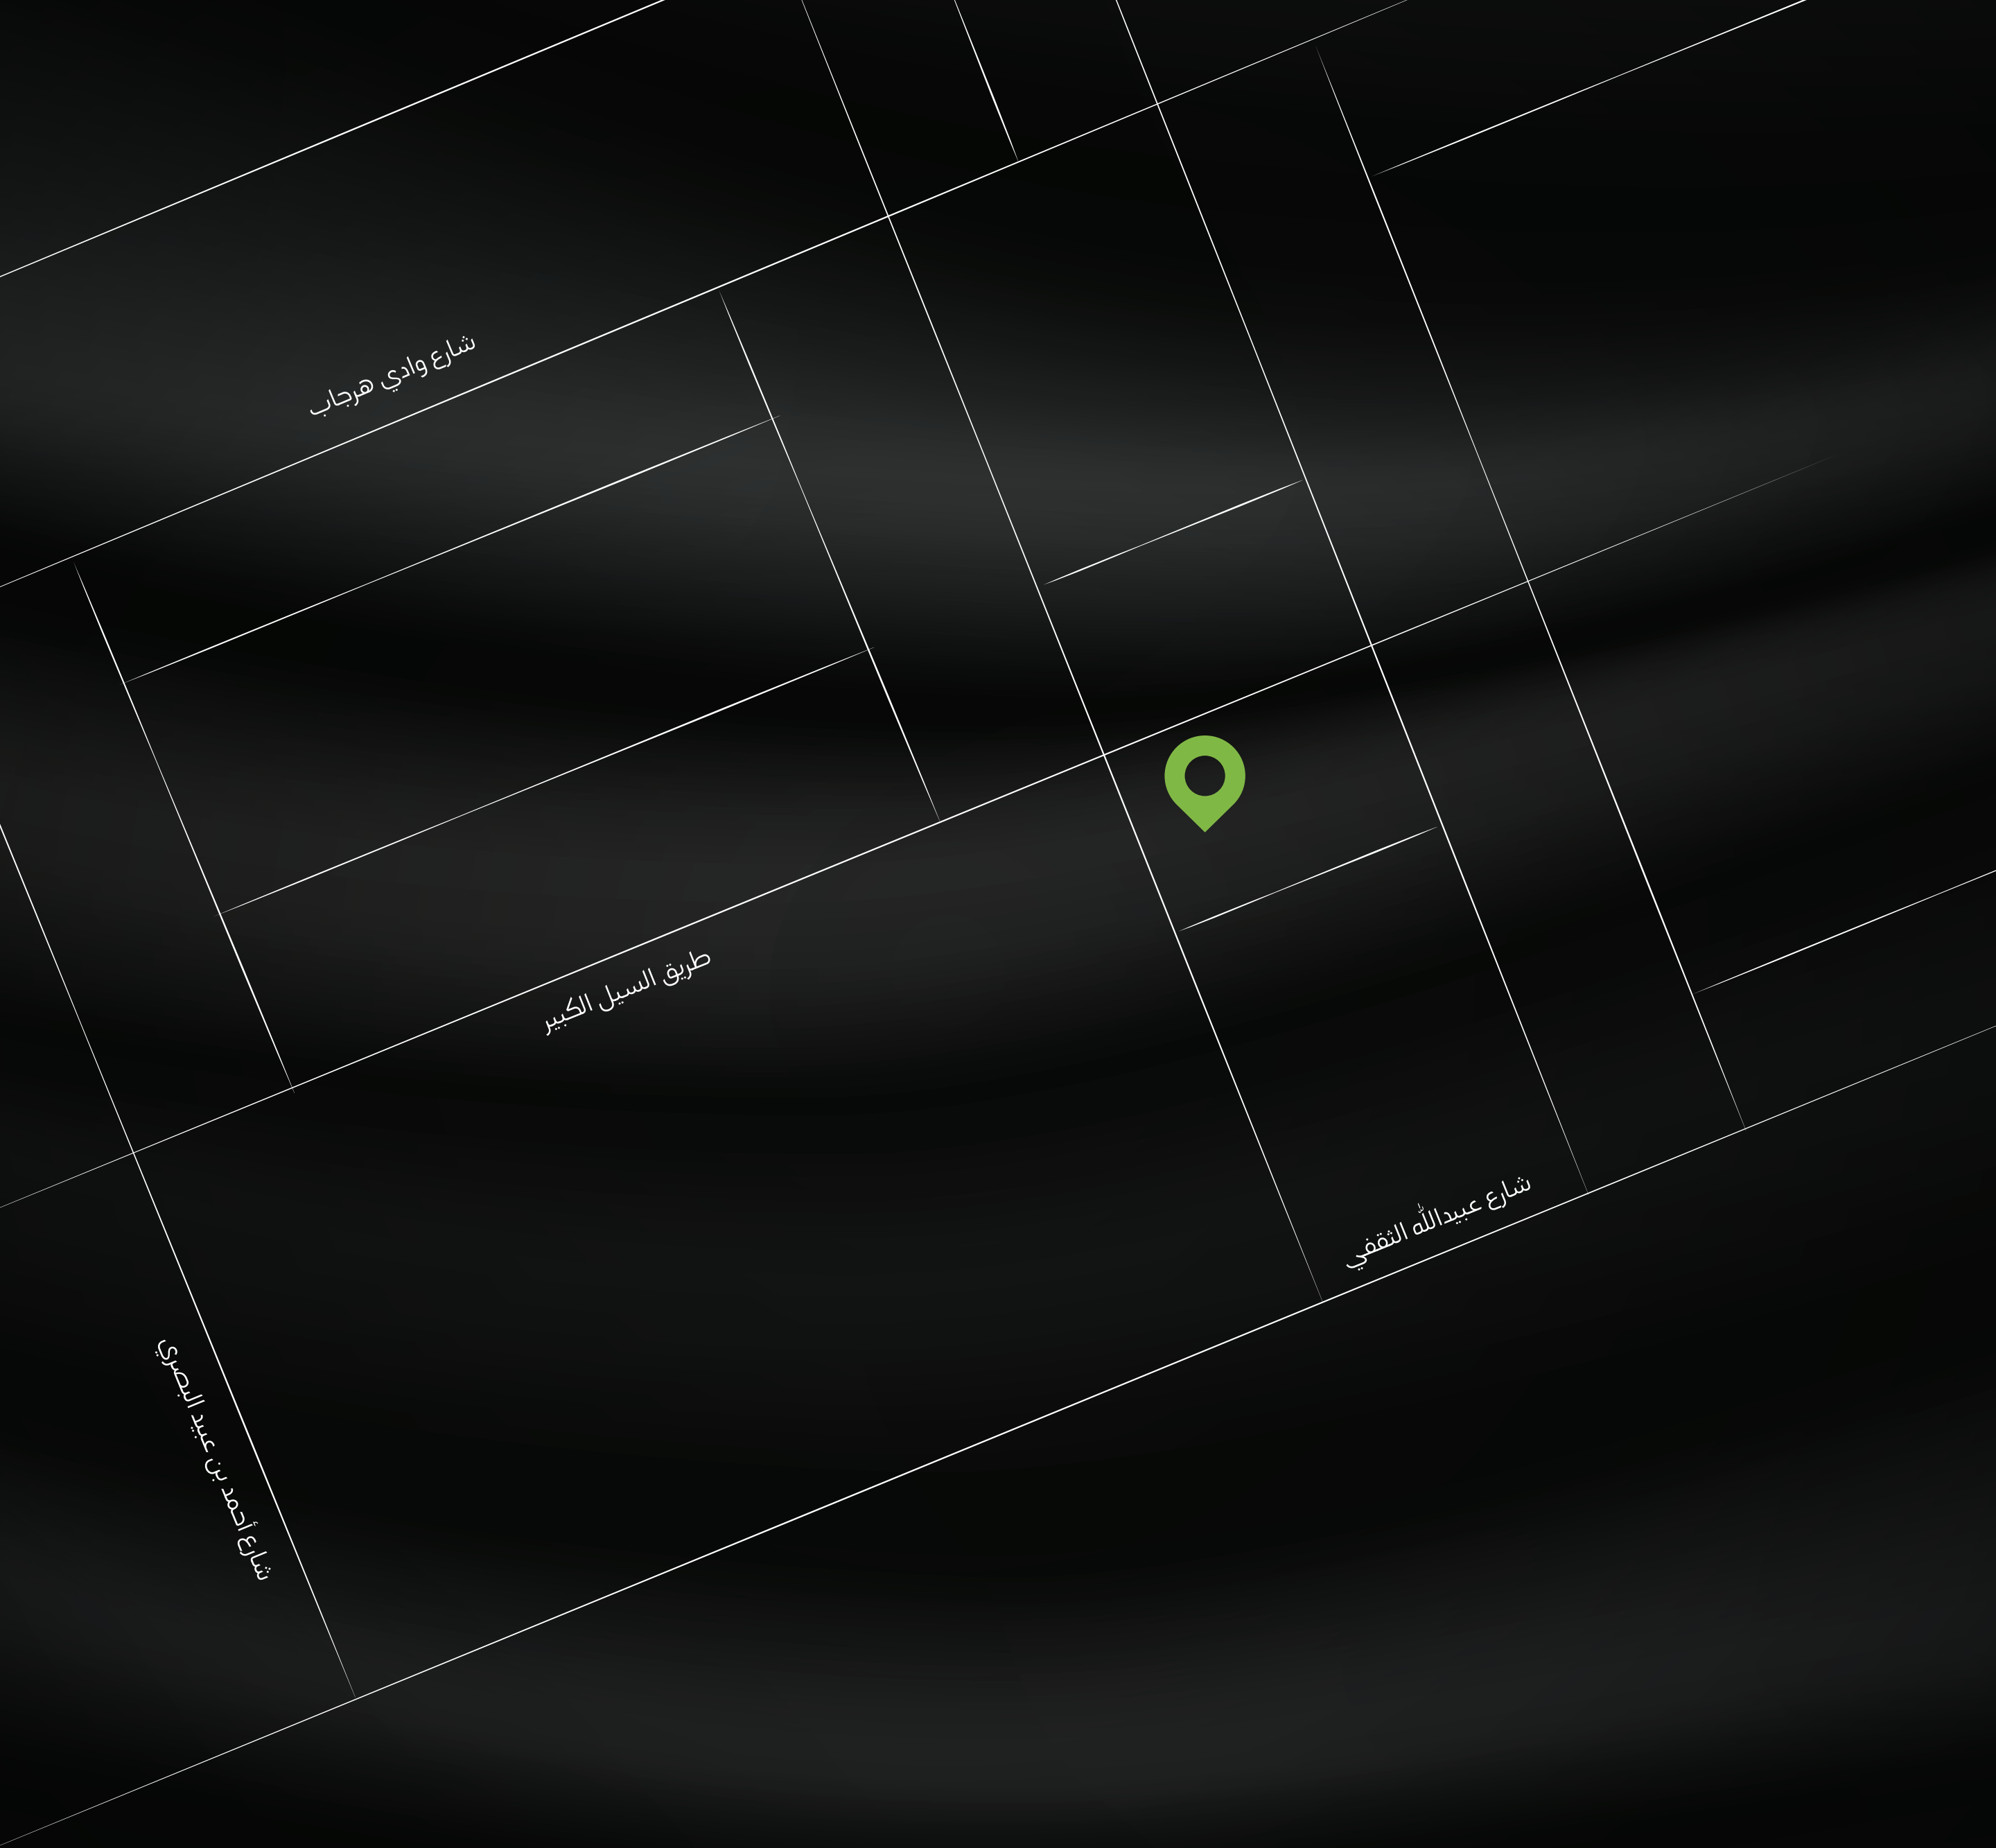 شارع وادي هرجاب
طريق السيل الكبير
شارع عبيدالله الثقفي
شارع أحمد بن عبيد البصري